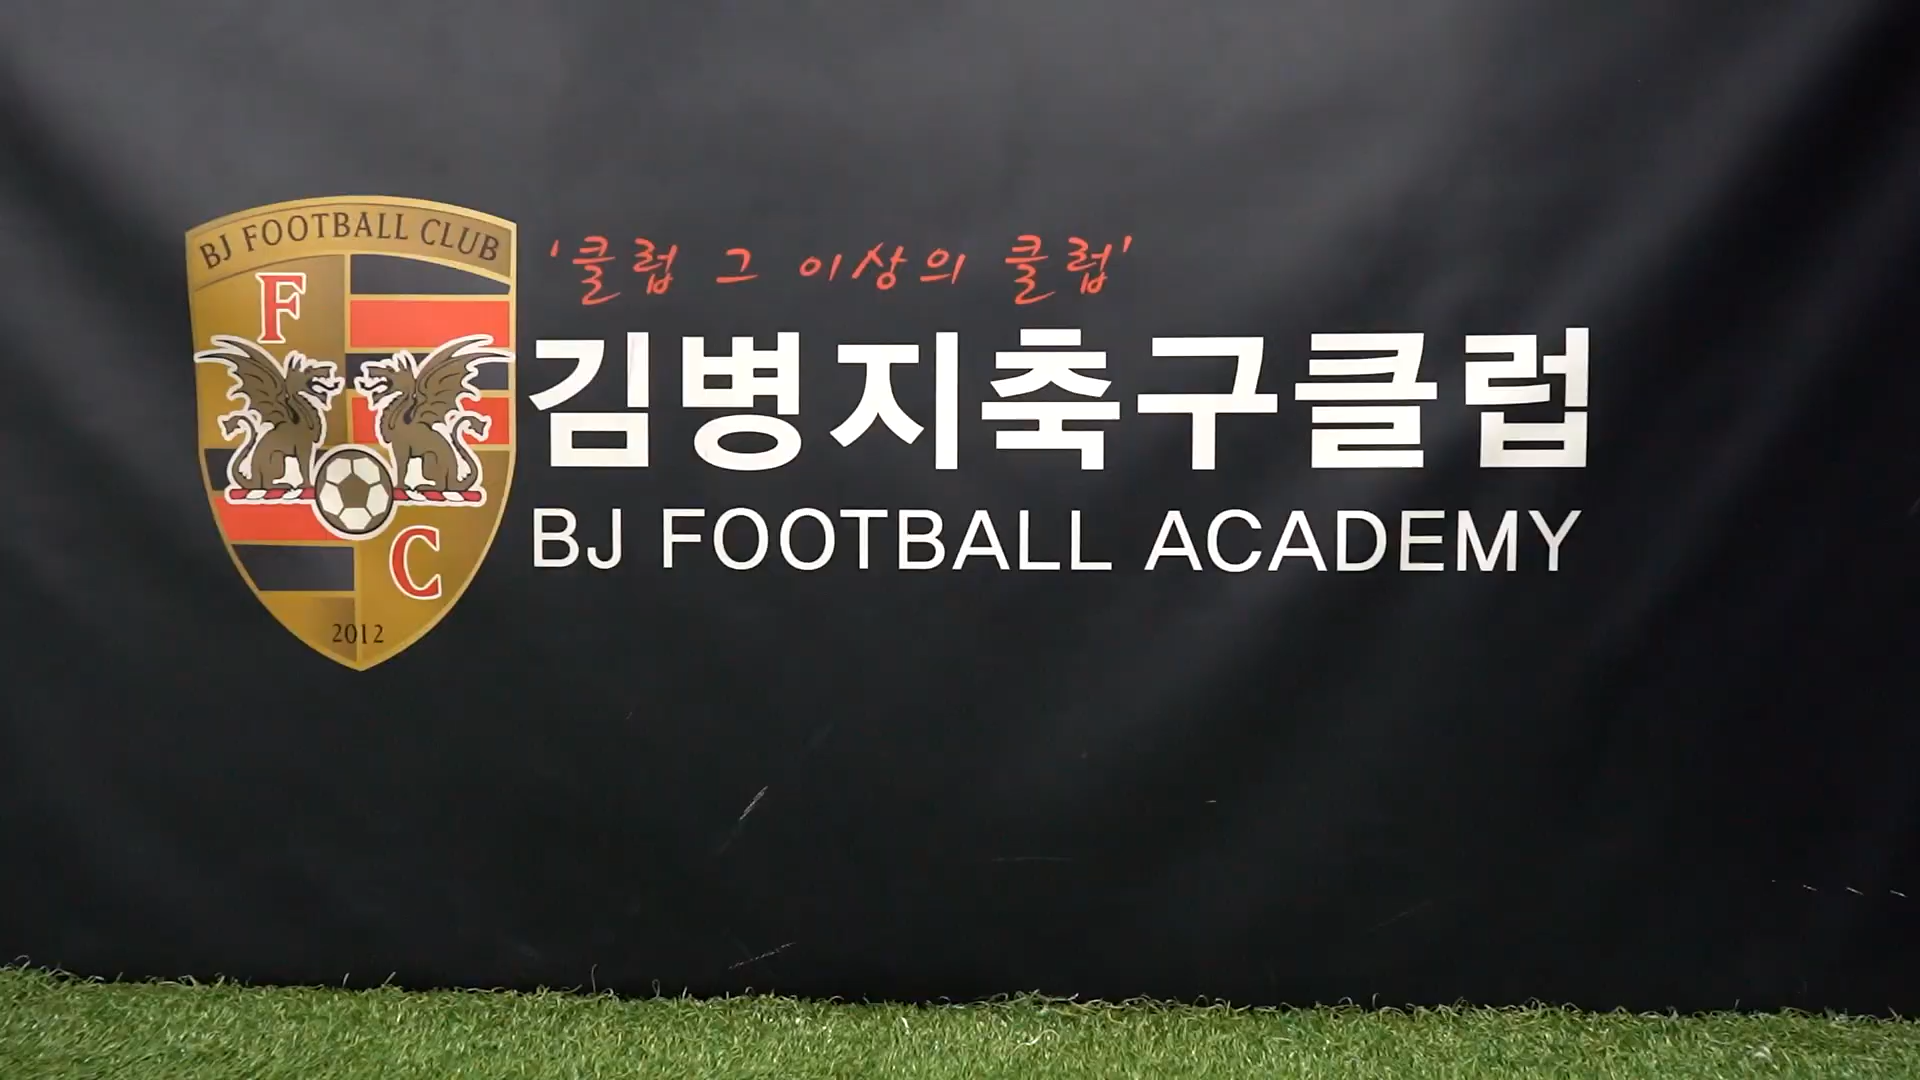 BJ FOOTBALL CLUB
F
C
2012
'클럽 그 이상의 클럽'
김병지축구클럽
BJ FOOTBALL ACADEMY